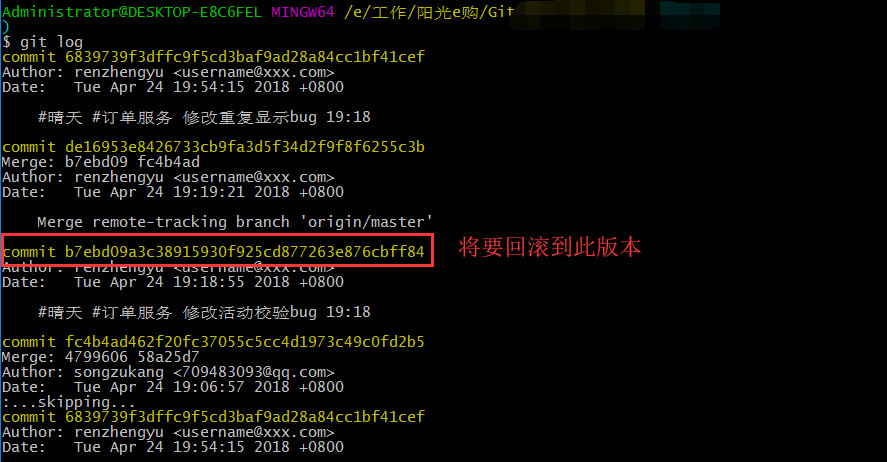 Administrator@DESKTOP-E8C6FEL MINGW64 /e/工作/阳光e购/Git
)
$ git log
commit 6839739f3dffc9f5cd3baf9ad28a84cc1bf41cef
Author: renzhengyu <username@xxx.com>
Date:   Tue Apr 24 19:54:15 2018 +0800
#晴天 #订单服务 修改重复显示bug 19:18
commit de16953e8426733cb9fa3d5f34d2f9f8f6255c3b
Merge: b7ebd09 fc4b4ad
Author: renzhengyu <username@xxx.com>
Date:   Tue Apr 24 19:19:21 2018 +0800
Merge remote-tracking branch 'origin/master'
commit b7ebd09a3c38915930f925cd877263e876cbff84 将要回滚到此版本
Author: renzhengyu <username@xxx.com>
Date:   Tue Apr 24 19:18:55 2018 +0800
#晴天 #订单服务 修改活动校验bug 19:18
commit fc4b4ad462f20fc37055c5cc4d1973c49c0fd2b5
Merge: 4799606 58a25d7
Author: songzukang <709483093@qq.com>
Date:   Tue Apr 24 19:06:57 2018 +0800
:...skipping...
commit 6839739f3dffc9f5cd3baf9ad28a84cc1bf41cef
Author: renzhengyu <username@xxx.com>
Date:   Tue Apr 24 19:54:15 2018 +0800